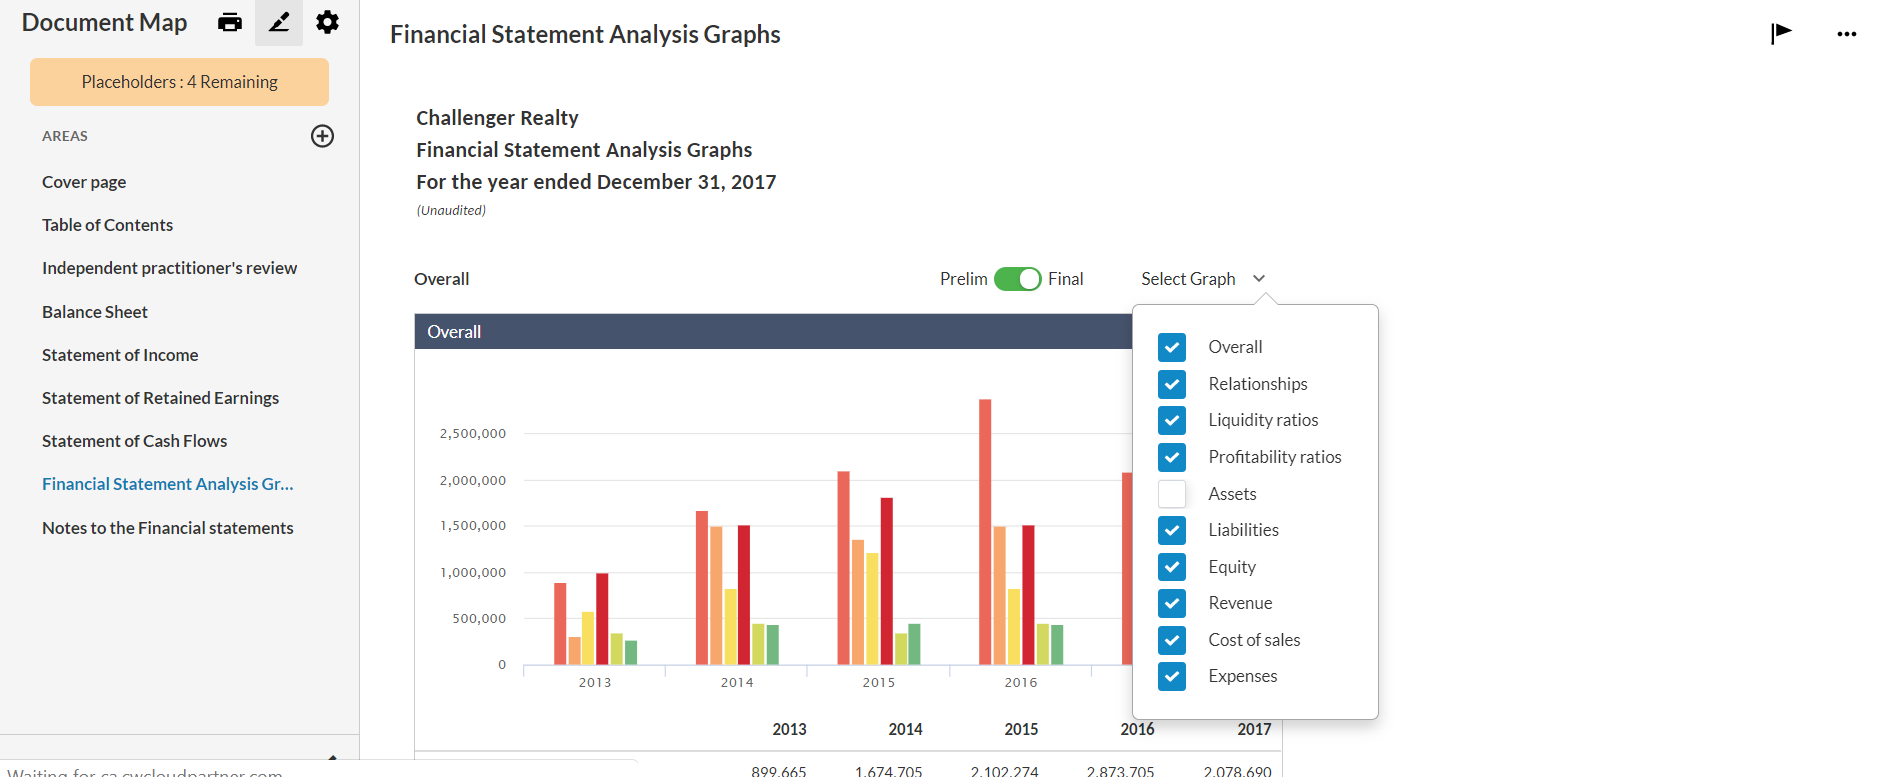 Document Map
Placeholders : 4 Remaining
AREAS
Cover page
Table of Contents
Independent practitioner's review
Balance Sheet
Statement of Income
Statement of Retained Earnings
Statement of Cash Flows
Financial Statement Analysis Gr...
Notes to the Financial statements
Waiting for ca.cwcloudpartner.com
Financial Statement Analysis Graphs
Challenger Realty
Financial Statement Analysis Graphs
For the year ended December 31, 2017
(Unaudited)
Overall
Prelim Final
Select Graph
Overall
2,500,000
2,000,000
1,500,000
1,000,000
500,000
0
2013 2014 2015 2016
Overall
Relationships
Liquidity ratios
Profitability ratios
Assets
Liabilities
Equity
Revenue
Cost of sales
Expenses
2013 2014 2015 2016 2017
899,665 1,674,705 2,102,274 2,873,705 2,078,690